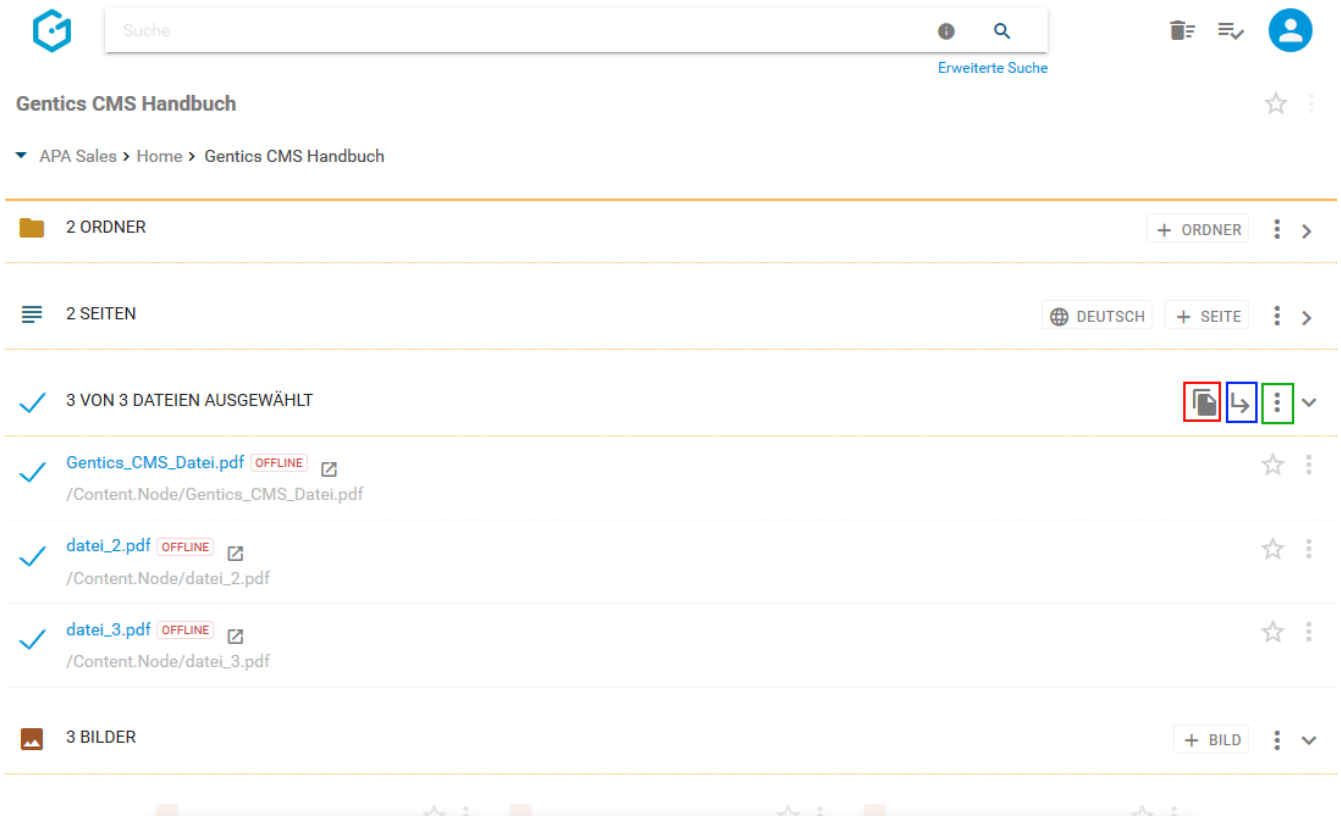 Suche
Erweiterte Suche
Gentics CMS Handbuch
APA Sales > Home > Gentics CMS Handbuch
2 ORDNER
+ ORDNER
2 SEITEN
DEUTSCH
+ SEITE
3 VON 3 DATEIEN AUSGEWÄHLT
Gentics_CMS_Datei.pdf OFFLINE
/Content.Node/Gentics_CMS_Datei.pdf
datei_2.pdf OFFLINE
/Content.Node/datei_2.pdf
datei_3.pdf OFFLINE
/Content.Node/datei_3.pdf
3 BILDER
+ BILD